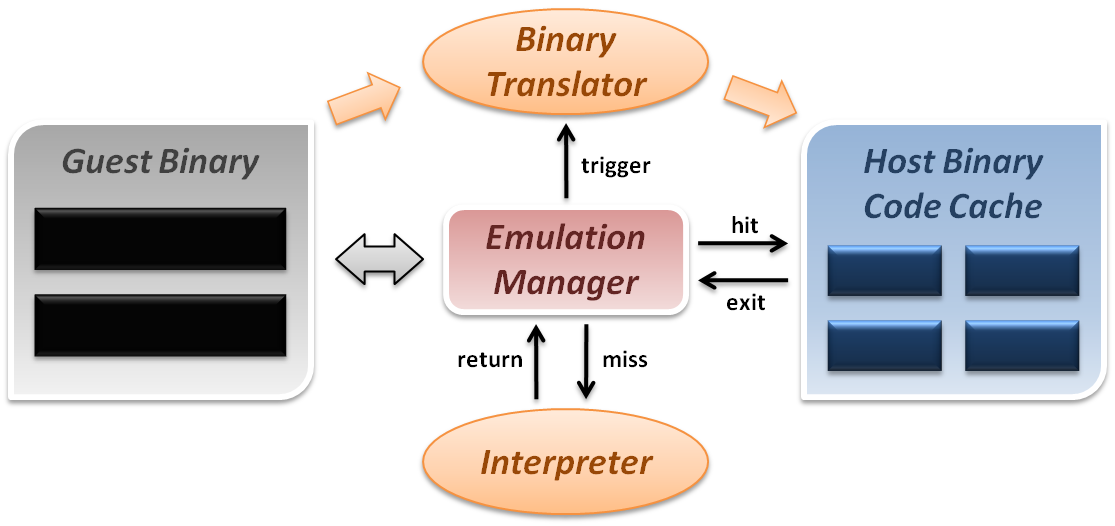 Binary
Translator
Guest Binary
trigger
Host Binary
Code Cache
Emulation
Manager
hit
exit
return
miss
Interpreter